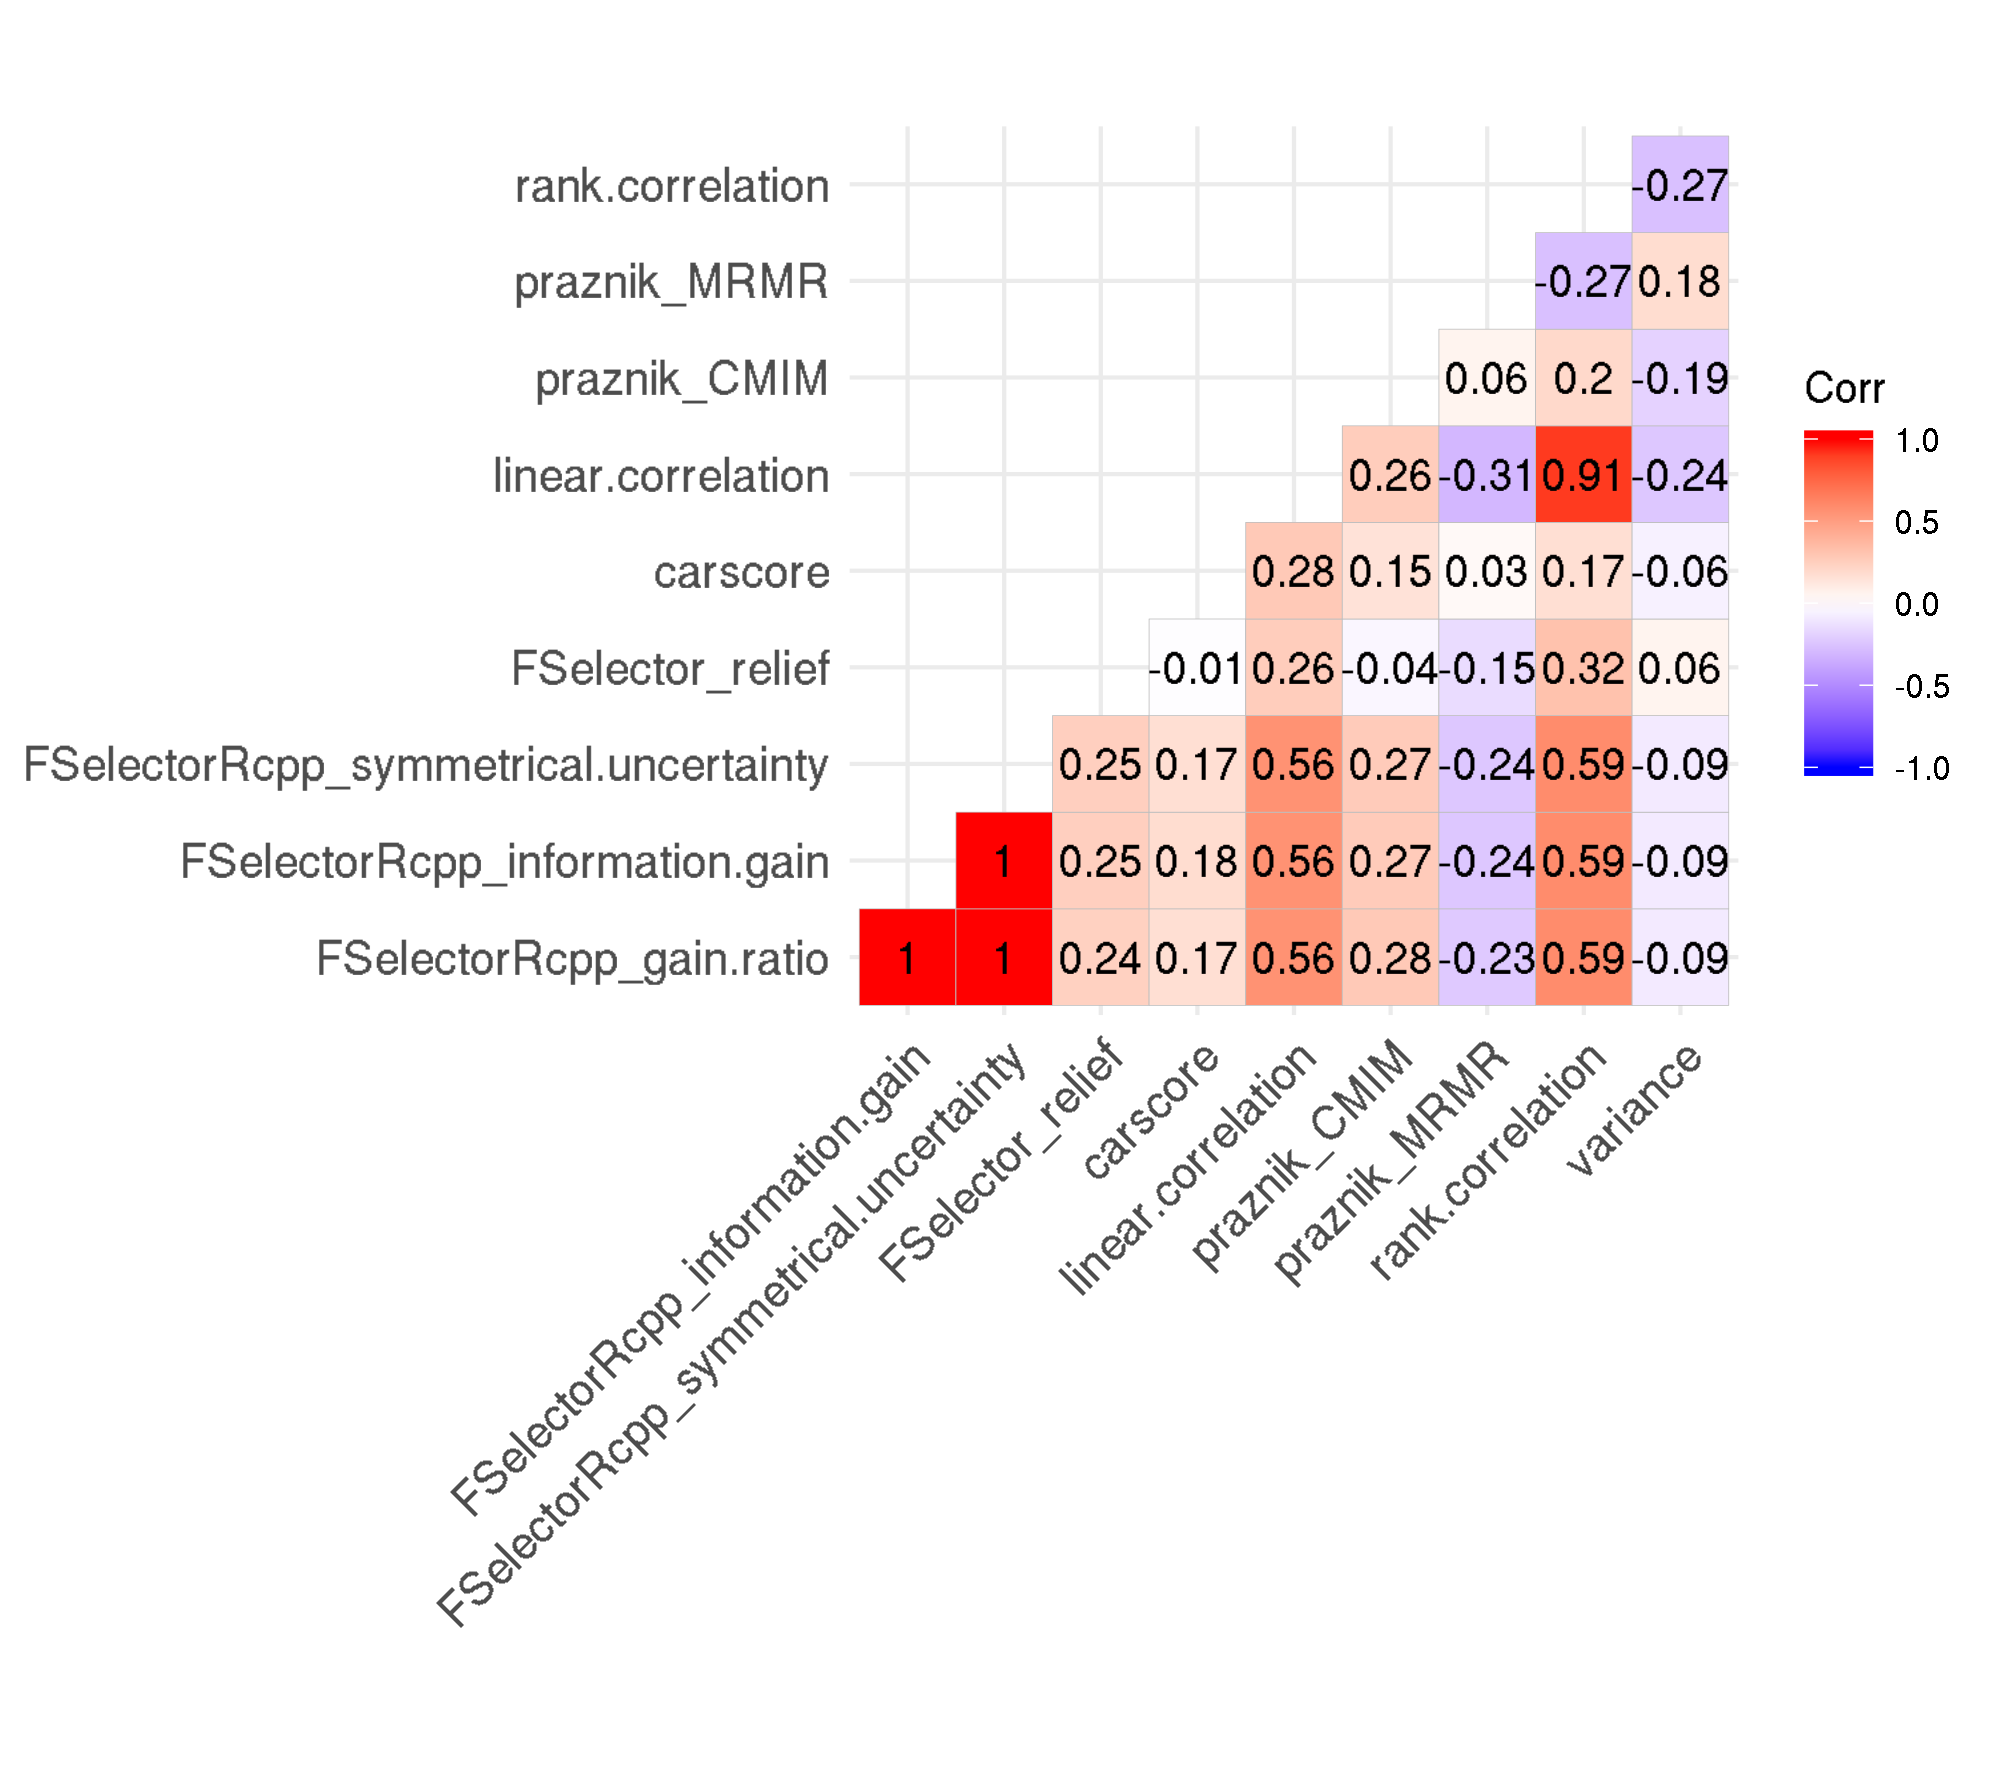 rank.correlation -0.27
praznik_MRMR -0.27 0.18
praznik_CMIM 0.06 0.2 -0.19
linear.correlation 0.26 -0.31 0.91 -0.24
carscore 0.28 0.15 0.03 0.17 -0.06
FSelector_relief -0.01 0.26 -0.04 -0.15 0.32 0.06
FSelectorRcpp_symmetrical.uncertainty 0.25 0.17 0.56 0.27 -0.24 0.59 -0.09
FSelectorRcpp_information.gain 1 0.25 0.18 0.56 0.27 -0.24 0.59 -0.09
FSelectorRcpp_gain.ratio 1 1 0.24 0.17 0.56 0.28 -0.23 0.59 -0.09
FSelectorRcpp_information.gain
FSelectorRcpp_symmetrical.uncertainty
FSelector_relief
carscore
linear.correlation
praznik_CMIM
praznik_MRMR
rank.correlation
variance
Corr
1.0
0.5
0.0
-0.5
-1.0